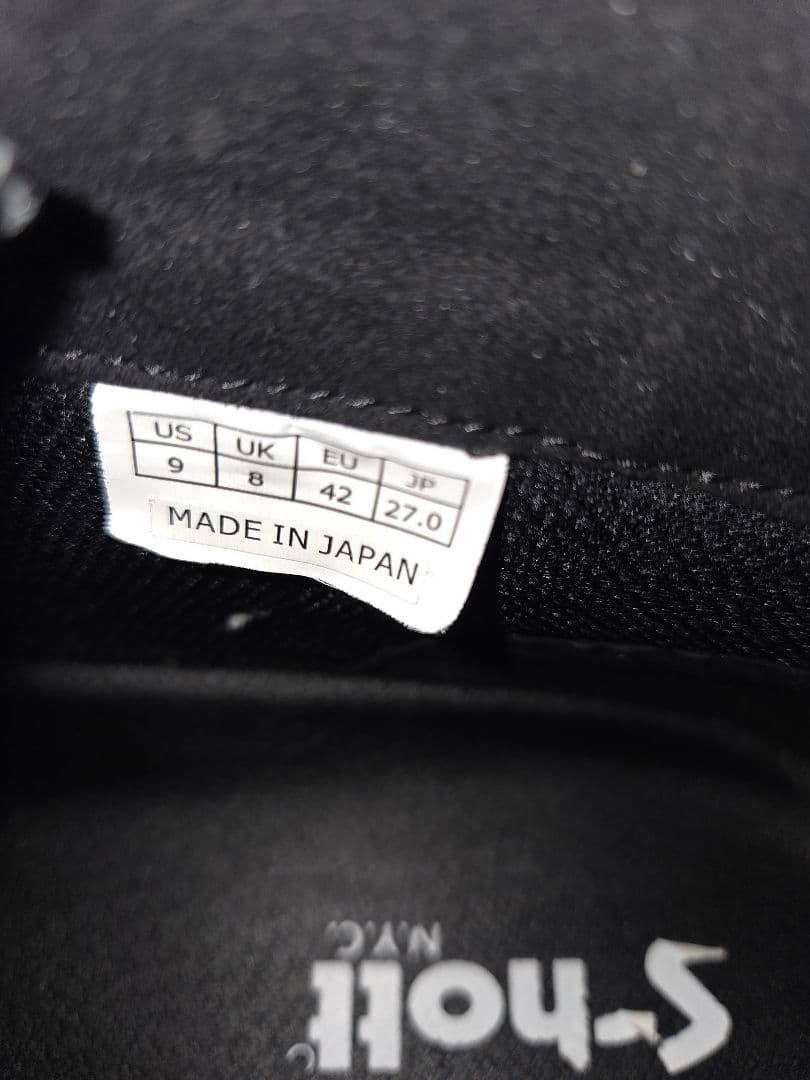 US UK EU JP
9 8 42 27.0
MADE IN JAPAN
Schott
N.Y.C.